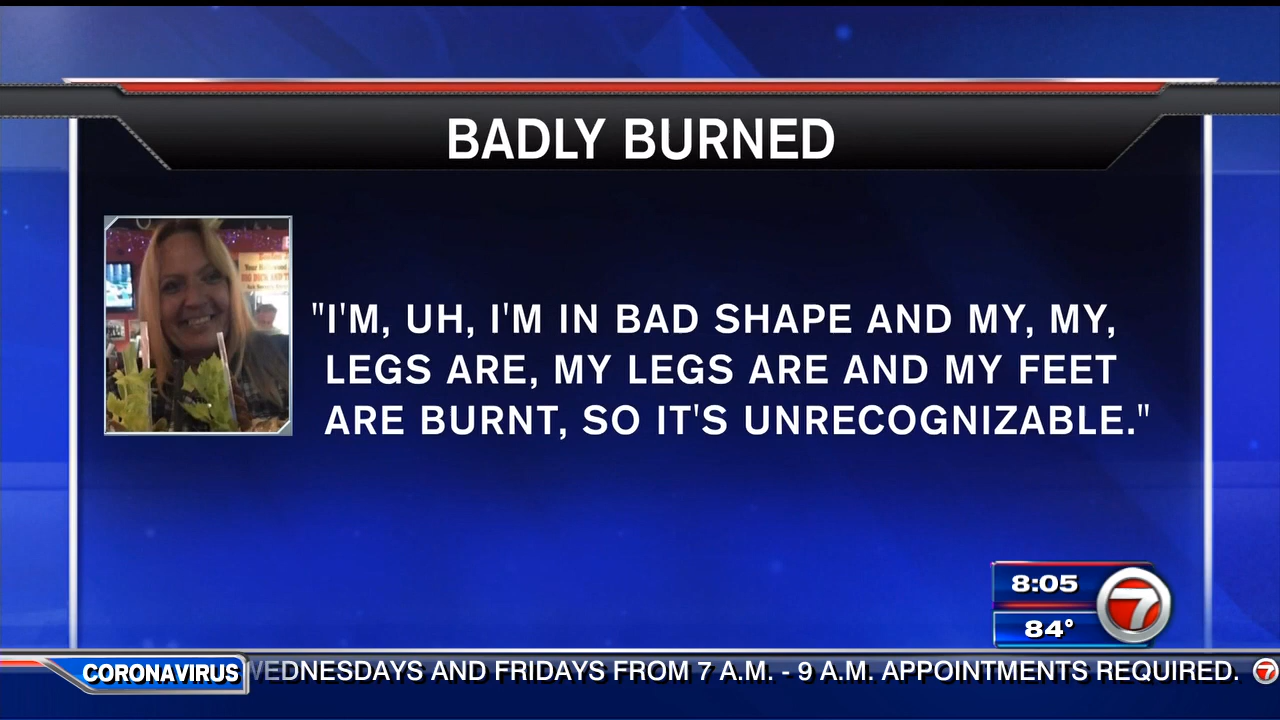 BADLY BURNED
"I'M, UH, I'M IN BAD SHAPE AND MY, MY,
LEGS ARE, MY LEGS ARE AND MY FEET
ARE BURNT, SO IT'S UNRECOGNIZABLE."
8:05
7
84°
CORONAVIRUS WEDNESDAYS AND FRIDAYS FROM 7 A.M. - 9 A.M. APPOINTMENTS REQUIRED. 7